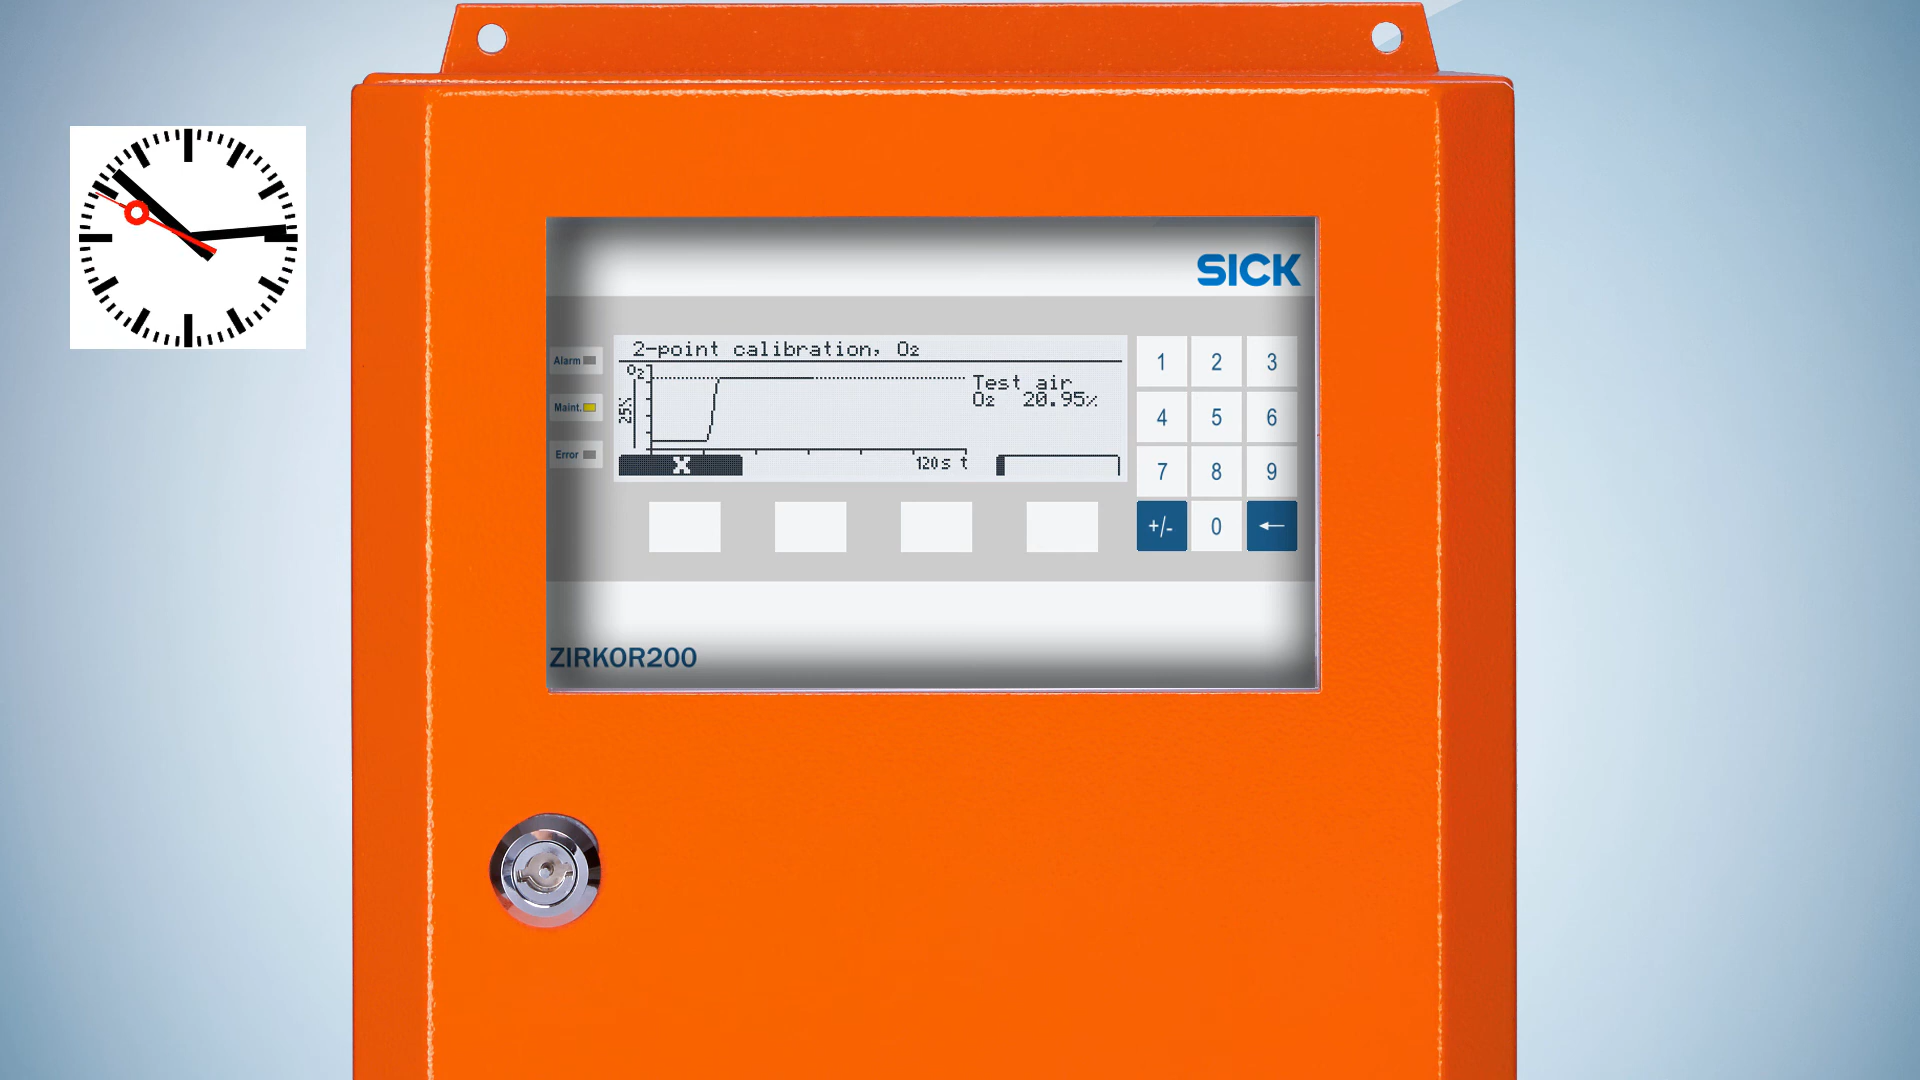 SICK
Alarm
Maint.
Error
2-point calibration, O₂
O₂
25%
Test air
O₂ 20.95%
X
120s t
1 2 3
4 5 6
7 8 9
+/- 0 ←
ZIRKOR200